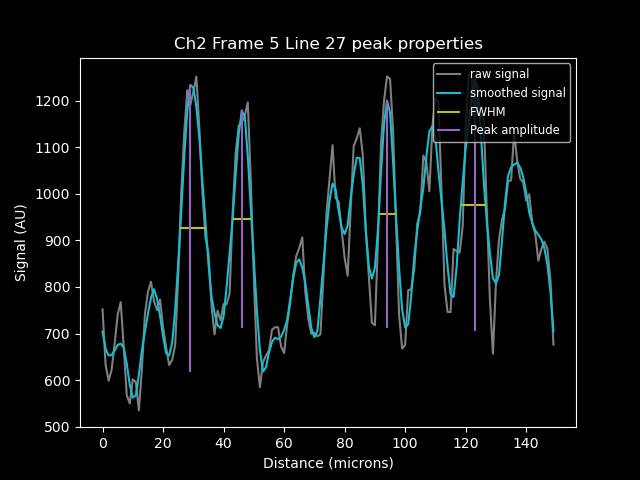 Ch2 Frame 5 Line 27 peak properties
raw signal
smoothed signal
FWHM
Peak amplitude
Signal (AU)
1200
1100
1000
900
800
700
600
500
0 20 40 60 80 100 120 140
Distance (microns)